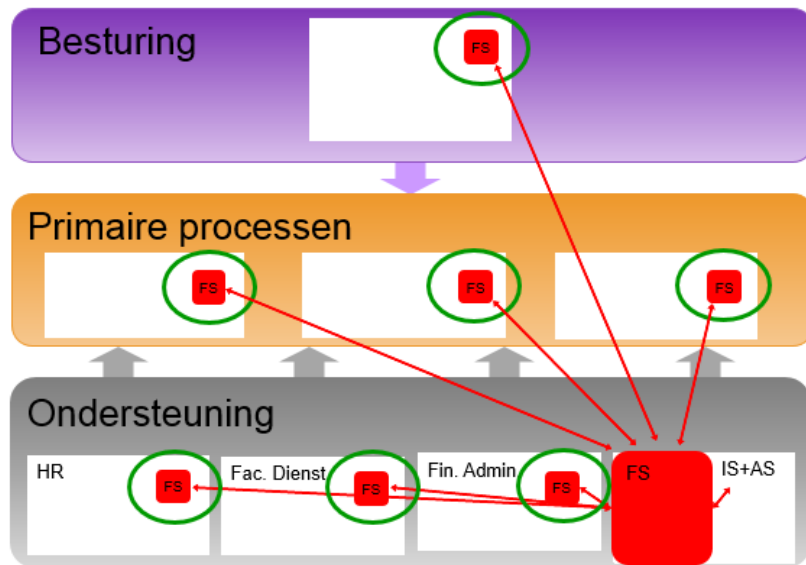 Besturing
FS
Primaire processen
FS
FS
FS
Ondersteuning
HR
FS
Fac. Dienst
FS
Fin. Admin
FS
FS
IS+AS